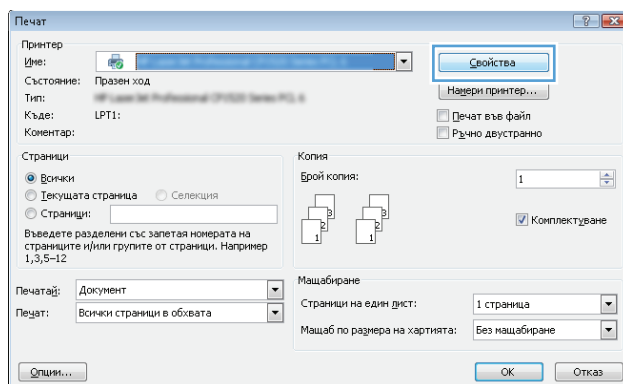 Печат
Принтер
Име:
Свойства
Състояние: Празен ход
Намери принтер...
Тип:
Къде: LPT1:
Печат във файл
Коментар:
Ръчно двустранно
Страници
Всички
Текущата страница Селекция
Страници:
Въведете разделени със запетая номерата на
страниците и/или групите от страници. Например
1,3,5–12
Копия
Брой копия: 1
Комплектуване
Печатай: Документ
Печат: Всички страници в обхвата
Мащабиране
Страници на един лист: 1 страница
Мащаб по размера на хартията: Без мащабиране
Опции...
OK
Отказ